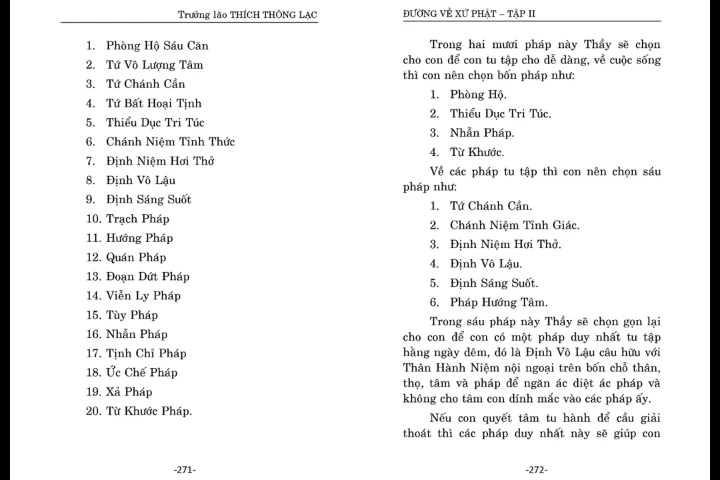 Trưởng lão THÍCH THÔNG LẠC
1. Phòng Hộ Sáu Căn
2. Tứ Vô Lượng Tâm
3. Tứ Chánh Cần
4. Tứ Bất Hoại Tịnh
5. Thiểu Dục Tri Túc
6. Chánh Niệm Tỉnh Thức
7. Định Niệm Hơi Thở
8. Định Vô Lậu
9. Định Sáng Suốt
10. Trạch Pháp
11. Hướng Pháp
12. Quán Pháp
13. Đoạn Dứt Pháp
14. Viễn Ly Pháp
15. Tùy Pháp
16. Nhẫn Pháp
17. Tịnh Chỉ Pháp
18. Ức Chế Pháp
19. Xả Pháp
20. Từ Khước Pháp.
-271-
ĐƯỜNG VỀ XỨ PHẬT – TẬP II
Trong hai mươi pháp này Thầy sẽ chọn
cho con để con tu tập cho dễ dàng, về cuộc sống
thì con nên chọn bốn pháp như:
1. Phòng Hộ.
2. Thiểu Dục Tri Túc.
3. Nhẫn Pháp.
4. Từ Khước.
Về các pháp tu tập thì con nên chọn sáu
pháp như:
1. Tứ Chánh Cần.
2. Chánh Niệm Tỉnh Giác.
3. Định Niệm Hơi Thở.
4. Định Vô Lậu.
5. Định Sáng Suốt.
6. Pháp Hướng Tâm.
Trong sáu pháp này Thầy sẽ chọn gọn lại
cho con để con có một pháp duy nhất tu tập
hằng ngày đêm, đó là Định Vô Lậu câu hữu với
Thân Hành Niệm nội ngoại trên bốn chỗ thân,
thọ, tâm và pháp để ngăn ác diệt ác pháp và
không cho tâm con dính mắc vào các pháp ấy.
Nếu con quyết tâm tu hành để cầu giải
thoát thì các pháp duy nhất này sẽ giúp con
-272-